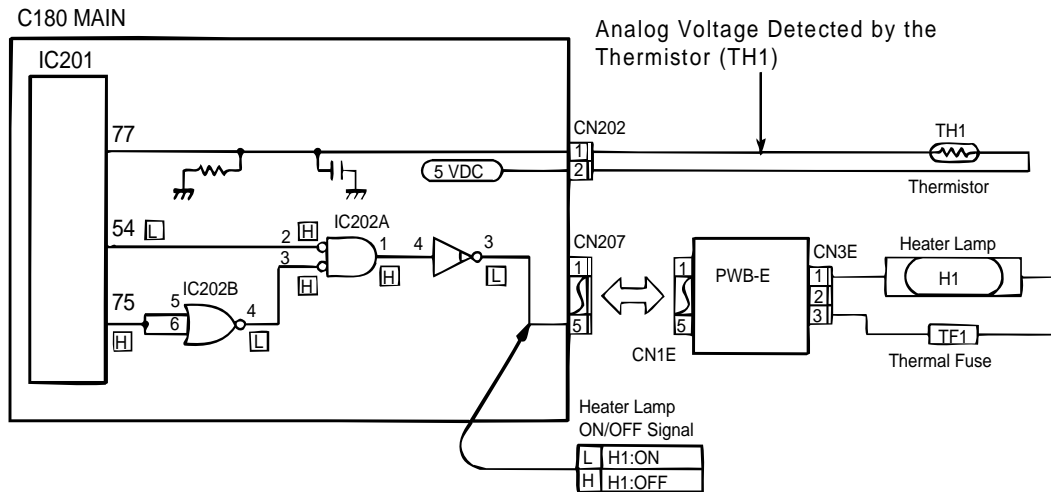 C180 MAIN
IC201
Analog Voltage Detected by the
Thermistor (TH1)
77
CN202
1
2
5 VDC
TH1
Thermistor
54 L
H
IC202A
2
3
1
H
H
4
3
L
CN207
1
5
75
H
IC202B
5
6
4
L
1
5
CN1E
PWB-E
CN3E
1
2
3
Heater Lamp
H1
TF1
Thermal Fuse
Heater Lamp
ON/OFF Signal
L H1:ON
H H1:OFF